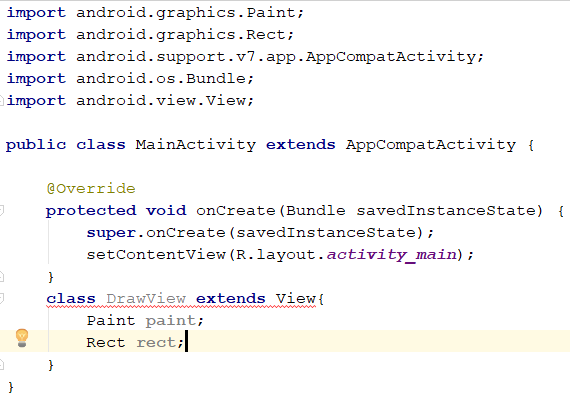 import android.graphics.Paint;
import android.graphics.Rect;
import android.support.v7.app.AppCompatActivity;
import android.os.Bundle;
import android.view.View;
public class MainActivity extends AppCompatActivity {
@Override
protected void onCreate(Bundle savedInstanceState) {
super.onCreate(savedInstanceState);
setContentView(R.layout.activity_main);
}
class DrawView extends View{
Paint paint;
Rect rect;
}
}